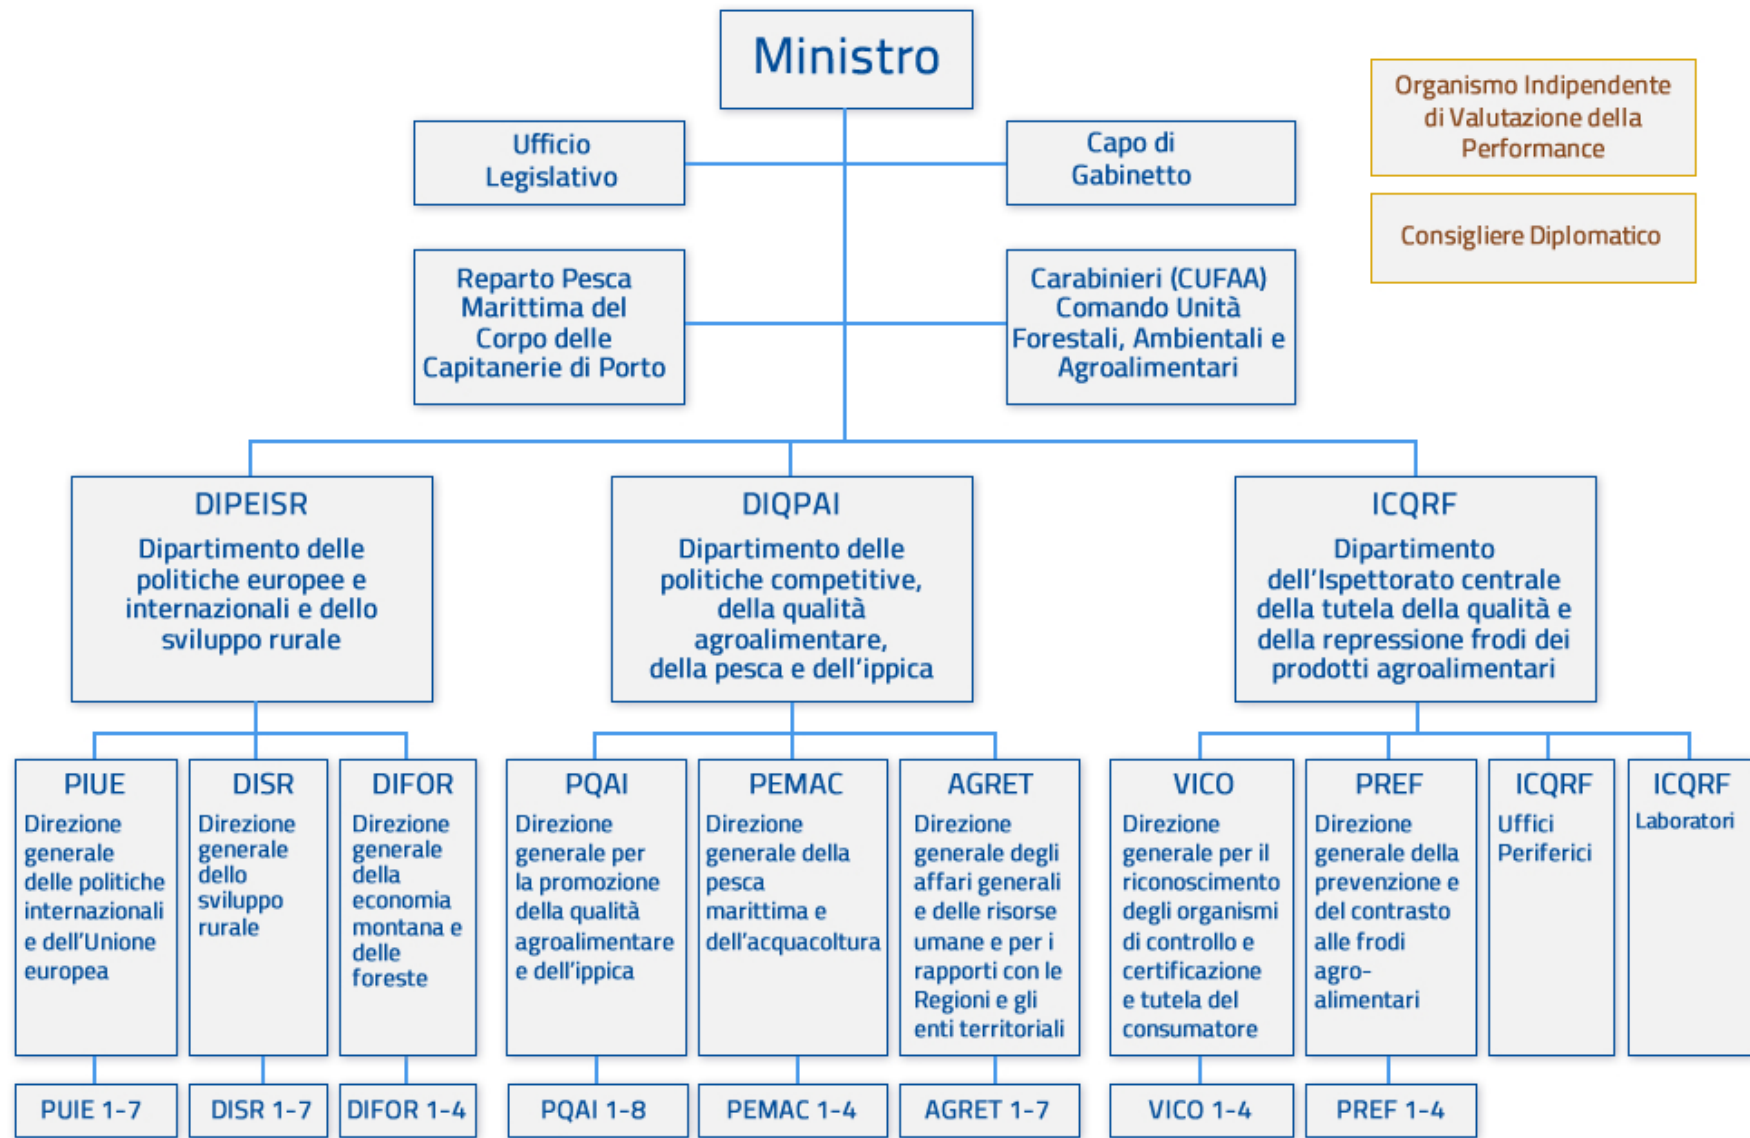 Ministro
Organismo Indipendente
di Valutazione della
Performance
Ufficio
Legislativo
Capo di
Gabinetto
Consigliere Diplomatico
Reparto Pesca
Marittima del
Corpo delle
Capitanerie di Porto
Carabinieri (CUFAA)
Comando Unità
Forestali, Ambientali e
Agroalimentari
DIPEISR
Dipartimento delle
politiche europee e
internazionali e dello
sviluppo rurale
DIQPAI
Dipartimento delle
politiche competitive,
della qualità
agroalimentare,
della pesca e dell'ippica
ICQRF
Dipartimento
dell'Ispettorato centrale
della tutela della qualità e
della repressione frodi dei
prodotti agroalimentari
PIUE
Direzione
generale
delle politiche
internazionali
e dell'Unione
europea
DISR
Direzione
generale
dello
sviluppo
rurale
DIFOR
Direzione
generale
della
economia
montana e
delle
foreste
PQAI
Direzione
generale per
la promozione
della qualità
agroalimentare
e dell'ippica
PEMAC
Direzione
generale della
pesca
marittima e
dell'acquacoltura
AGRET
Direzione
generale degli
affari generali
e delle risorse
umane e per i
rapporti con le
Regioni e gli
enti territoriali
VICO
Direzione
generale per il
riconoscimento
degli organismi
di controllo e
certificazione
e tutela del
consumatore
PREF
Direzione
generale della
prevenzione e
del contrasto
alle frodi
agro-
alimentari
ICQRF
Uffici
Periferici
ICQRF
Laboratori
PUIE 1-7
DISR 1-7
DIFOR 1-4
PQAI 1-8
PEMAC 1-4
AGRET 1-7
VICO 1-4
PREF 1-4